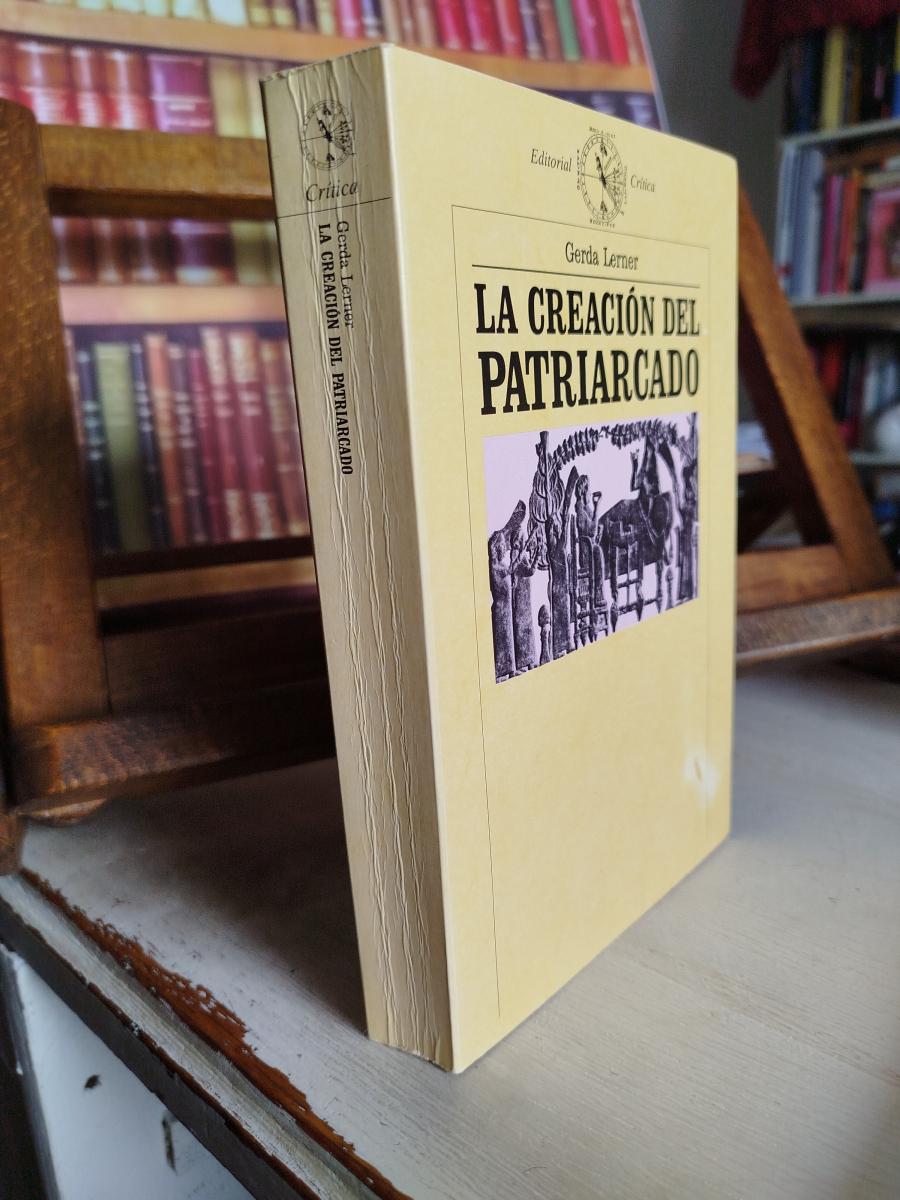 Editorial Crítica
Gerda Lerner
LA CREACIÓN DEL
PATRIARCADO
Crítica
Gerda Lerner
LA CREACIÓN DEL PATRIARCADO